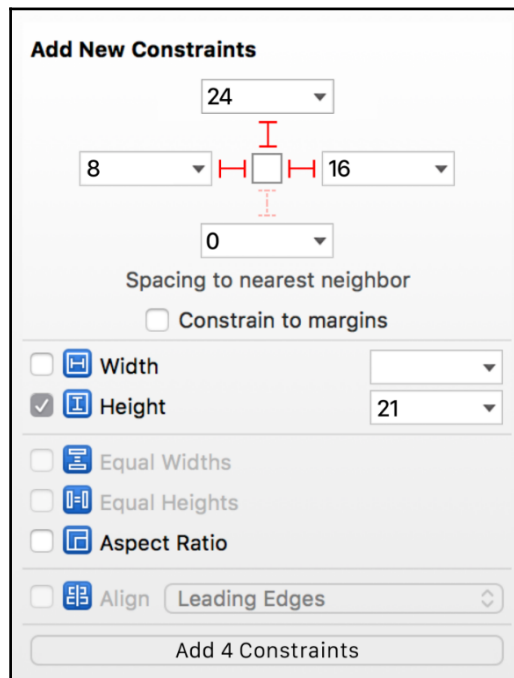 Add New Constraints
24
8 16
0
Spacing to nearest neighbor
Constrain to margins
Width
Height 21
Equal Widths
Equal Heights
Aspect Ratio
Align Leading Edges
Add 4 Constraints